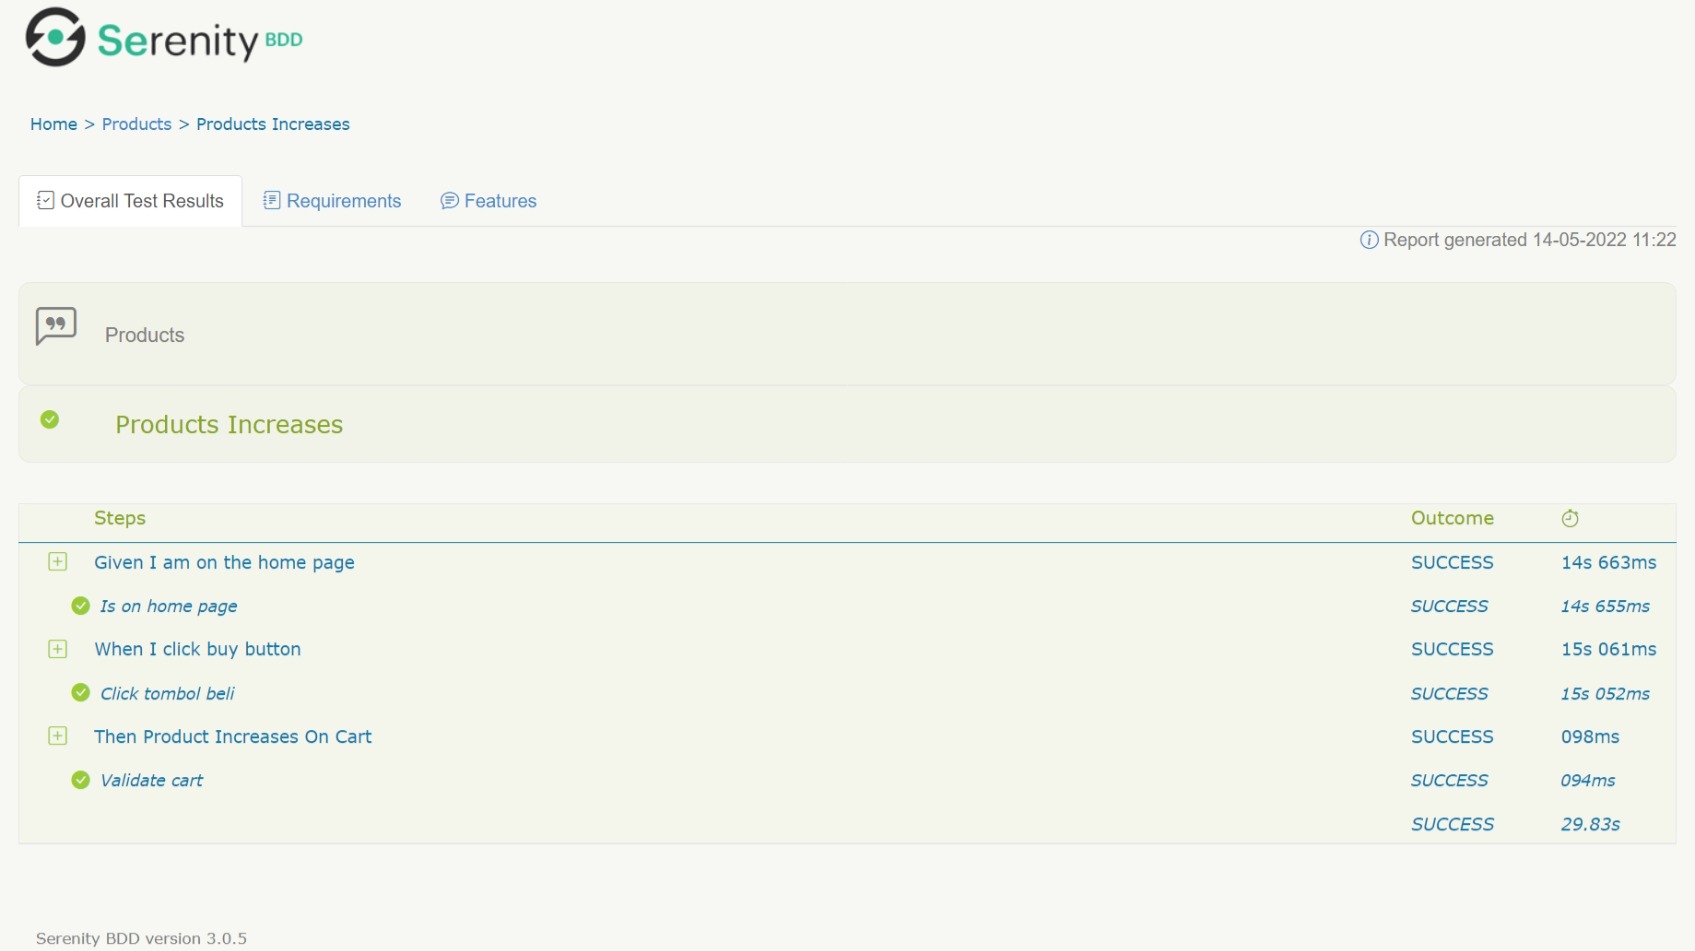 Serenity BDD
Home > Products > Products Increases
Overall Test Results Requirements Features
Report generated 14-05-2022 11:22
Products
Products Increases
Steps Outcome
Given I am on the home page SUCCESS 14s 663ms
Is on home page SUCCESS 14s 655ms
When I click buy button SUCCESS 15s 061ms
Click tombol beli SUCCESS 15s 052ms
Then Product Increases On Cart SUCCESS 098ms
Validate cart SUCCESS 094ms
SUCCESS 29.83s
Serenity BDD version 3.0.5